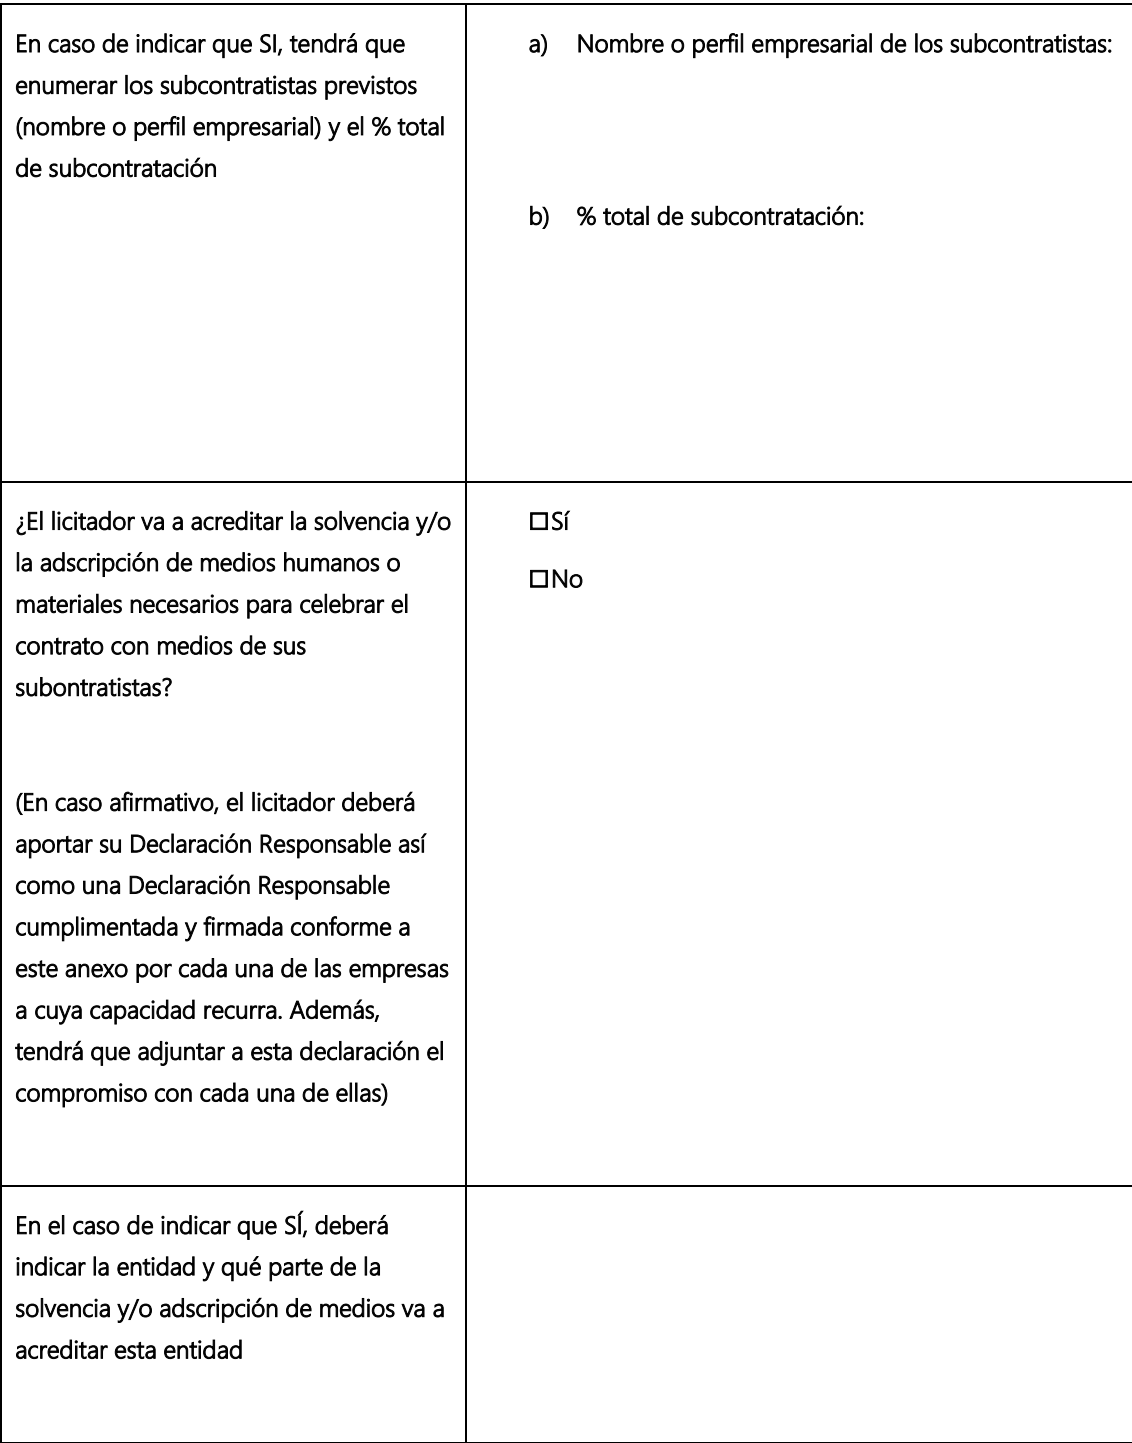 En caso de indicar que SI, tendrá que
enumerar los subcontratistas previstos
(nombre o perfil empresarial) y el % total
de subcontratación
a) Nombre o perfil empresarial de los subcontratistas:
b) % total de subcontratación:
¿El licitador va a acreditar la solvencia y/o
la adscripción de medios humanos o
materiales necesarios para celebrar el
contrato con medios de sus
subontratistas?
(En caso afirmativo, el licitador deberá
aportar su Declaración Responsable así
como una Declaración Responsable
cumplimentada y firmada conforme a
este anexo por cada una de las empresas
a cuya capacidad recurra. Además,
tendrá que adjuntar a esta declaración el
compromiso con cada una de ellas)
☐Sí
☐No
En el caso de indicar que SÍ, deberá
indicar la entidad y qué parte de la
solvencia y/o adscripción de medios va a
acreditar esta entidad